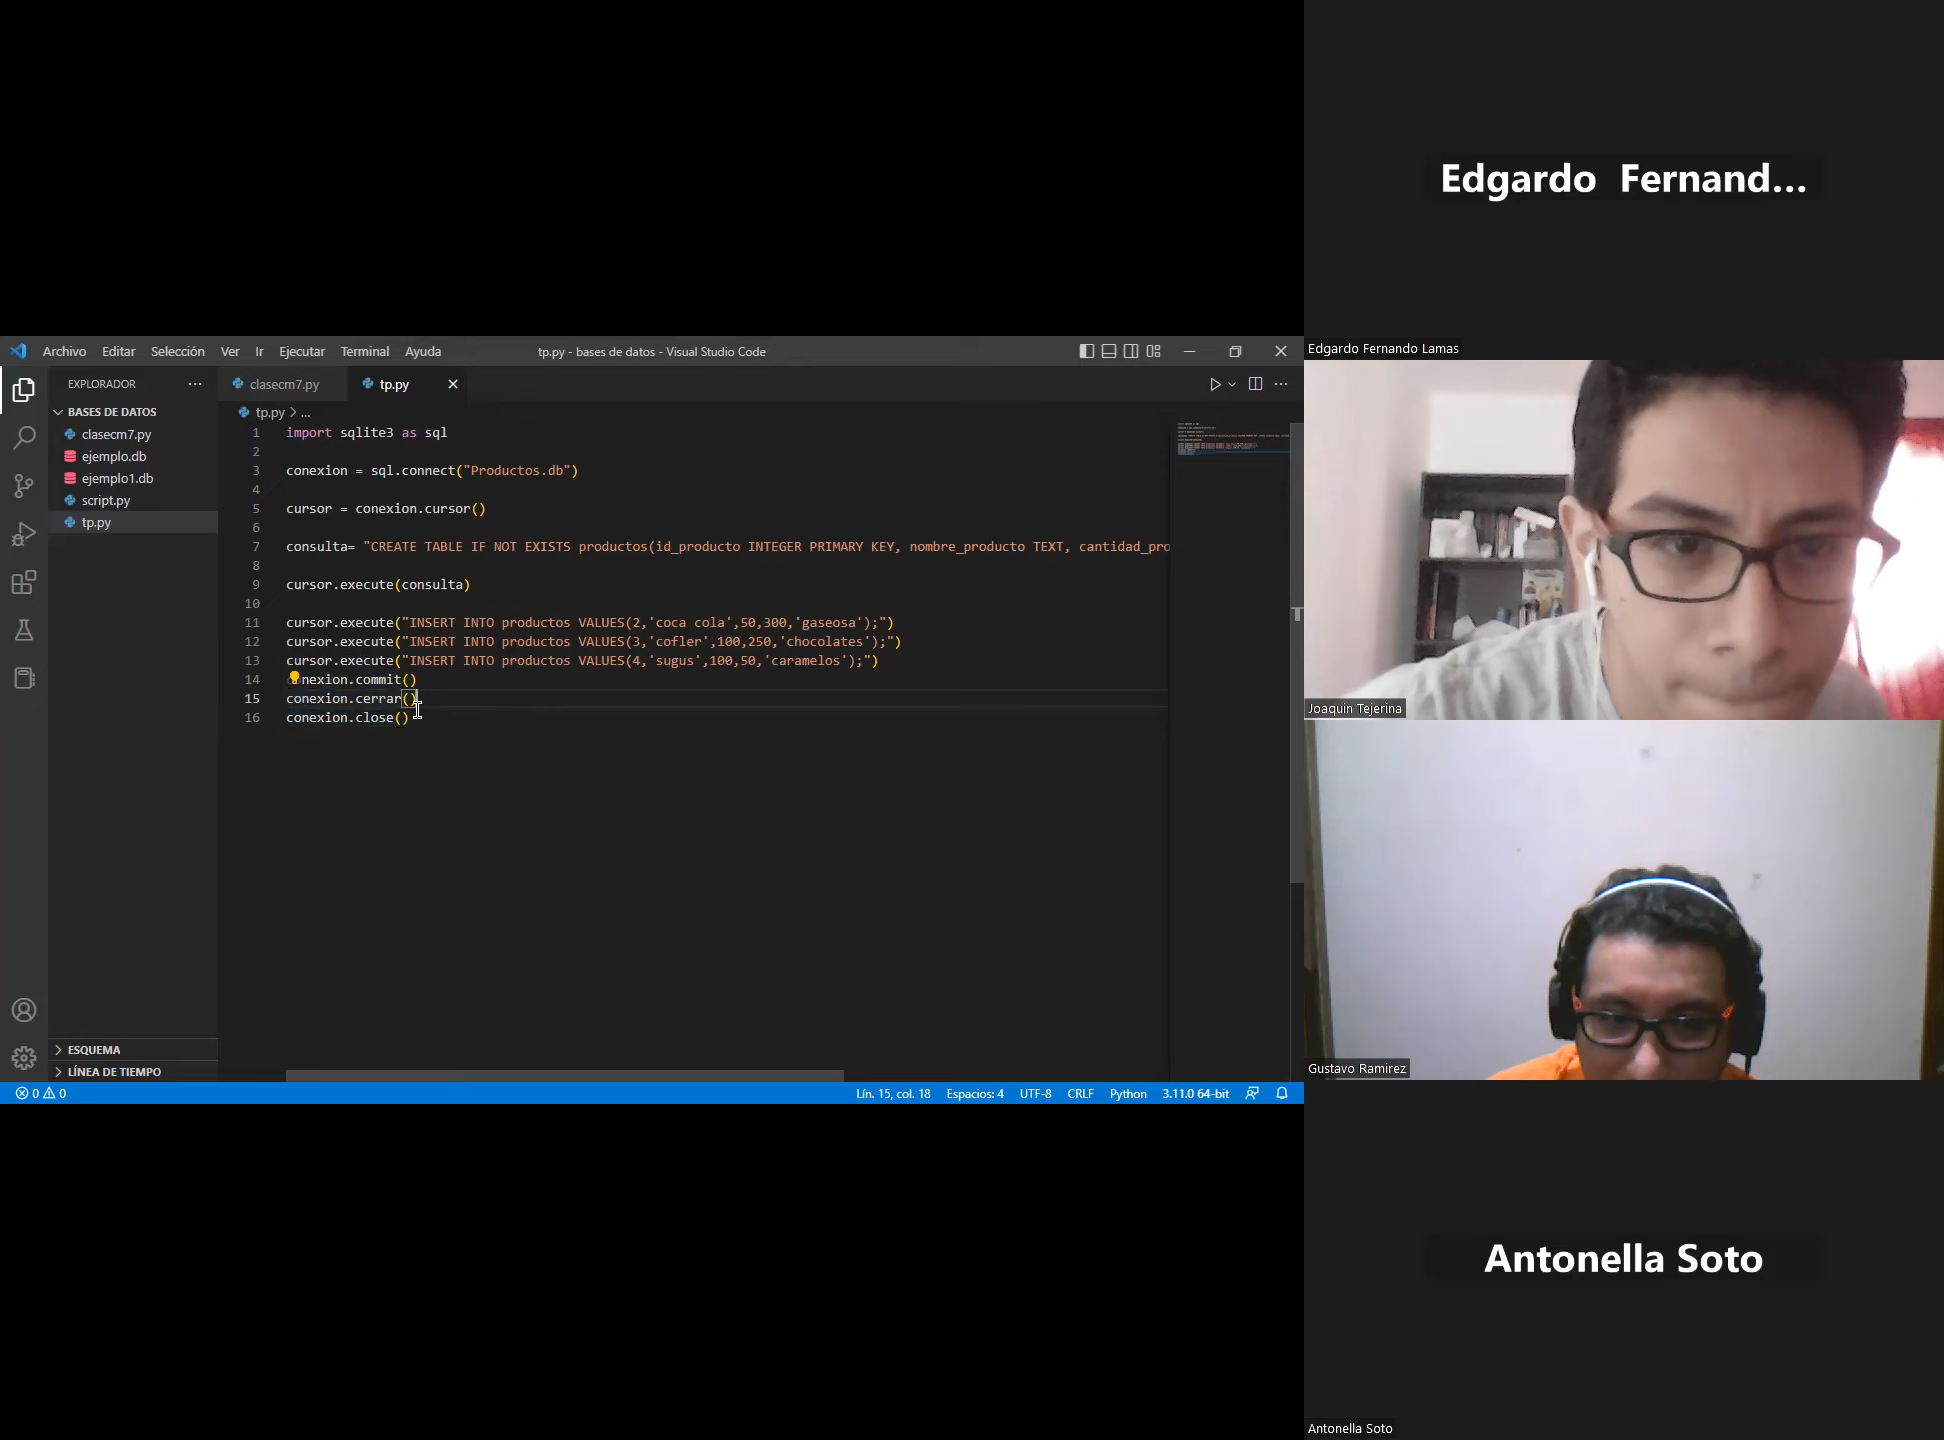 Archivo Editar Selección Ver Ir Ejecutar Terminal Ayuda
tp.py - bases de datos - Visual Studio Code
EXPLORADOR
BASES DE DATOS
clasecm7.py
ejemplo.db
ejemplo1.db
script.py
tp.py
ESQUEMA
LÍNEA DE TIEMPO
clasecm7.py
tp.py
tp.py > ...
1 import sqlite3 as sql
2
3 conexion = sql.connect("Productos.db")
4
5 cursor = conexion.cursor()
6
7 consulta= "CREATE TABLE IF NOT EXISTS productos(id_producto INTEGER PRIMARY KEY, nombre_producto TEXT, cantidad_pro
8
9 cursor.execute(consulta)
10
11 cursor.execute("INSERT INTO productos VALUES(2,'coca cola',50,300,'gaseosa');")
12 cursor.execute("INSERT INTO productos VALUES(3,'cofler',100,250,'chocolates');")
13 cursor.execute("INSERT INTO productos VALUES(4,'sugus',100,50,'caramelos');")
14 conexion.commit()
15 conexion.cerrar()
16 conexion.close()
0 0
Lín. 15, col. 18 Espacios: 4 UTF-8 CRLF Python 3.11.0 64-bit
Edgardo Fernand...
Edgardo Fernando Lamas
Joaquin Tejerina
Gustavo Ramirez
Antonella Soto
Antonella Soto